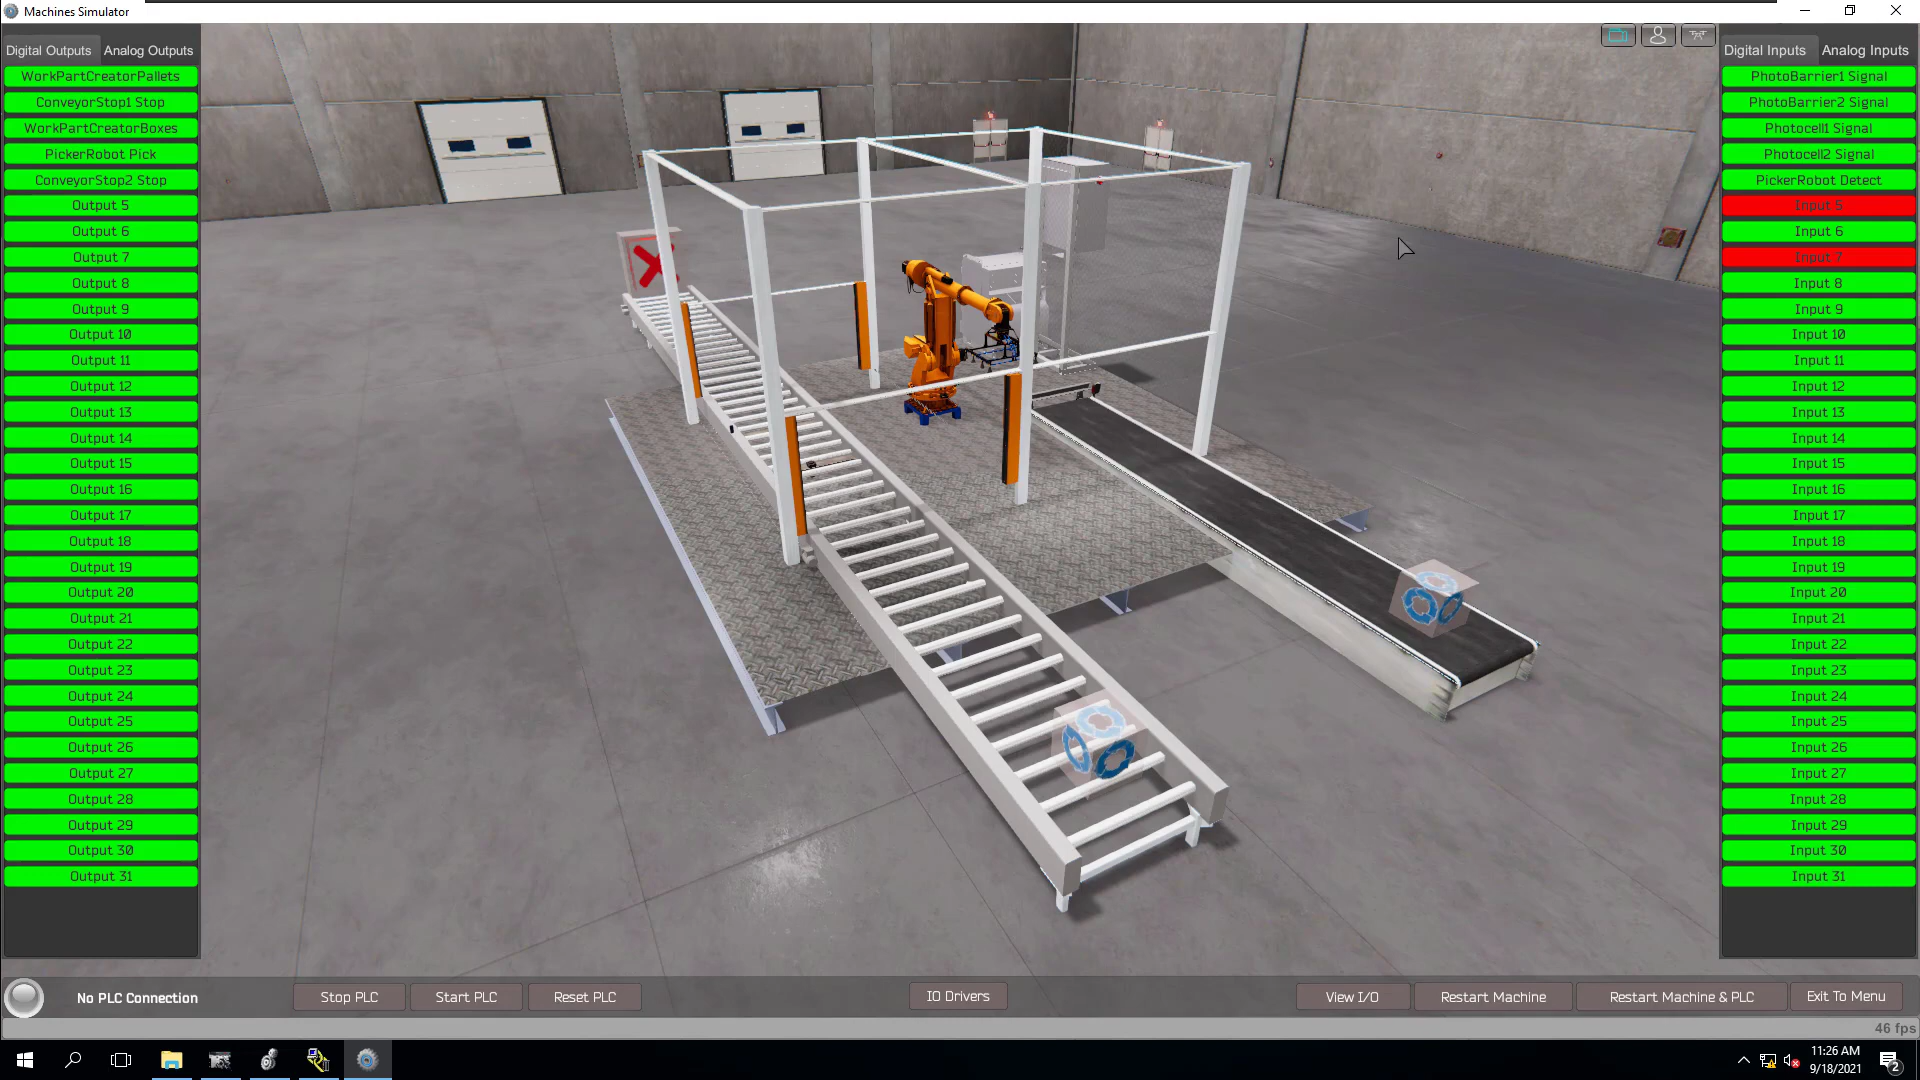 Machines Simulator
Digital Outputs
Analog Outputs
WorkPartCreatorPallets
ConveyorStop1 Stop
WorkPartCreatorBoxes
PickerRobot Pick
ConveyorStop2 Stop
Output 5
Output 6
Output 7
Output 8
Output 9
Output 10
Output 11
Output 12
Output 13
Output 14
Output 15
Output 16
Output 17
Output 18
Output 19
Output 20
Output 21
Output 22
Output 23
Output 24
Output 25
Output 26
Output 27
Output 28
Output 29
Output 30
Output 31
Digital Inputs
Analog Inputs
PhotoBarrier1 Signal
PhotoBarrier2 Signal
Photocell1 Signal
Photocell2 Signal
PickerRobot Detect
Input 5
Input 6
Input 7
Input 8
Input 9
Input 10
Input 11
Input 12
Input 13
Input 14
Input 15
Input 16
Input 17
Input 18
Input 19
Input 20
Input 21
Input 22
Input 23
Input 24
Input 25
Input 26
Input 27
Input 28
Input 29
Input 30
Input 31
No PLC Connection
Stop PLC
Start PLC
Reset PLC
IO Drivers
View I/O
Restart Machine
Restart Machine & PLC
Exit To Menu
46 fps
11:26 AM
9/18/2021
2